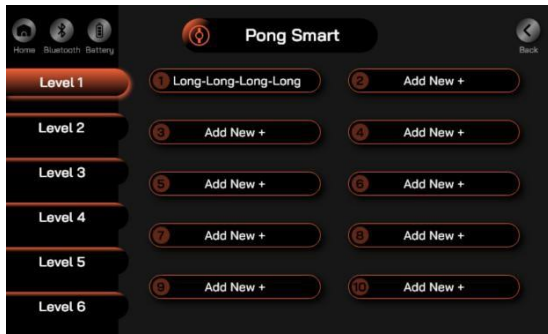 Pong Smart
Home Bluetooth Battery
Back
Level 1
Level 2
Level 3
Level 4
Level 5
Level 6
1 Long-Long-Long-Long
2 Add New +
3 Add New +
4 Add New +
5 Add New +
6 Add New +
7 Add New +
8 Add New +
9 Add New +
10 Add New +